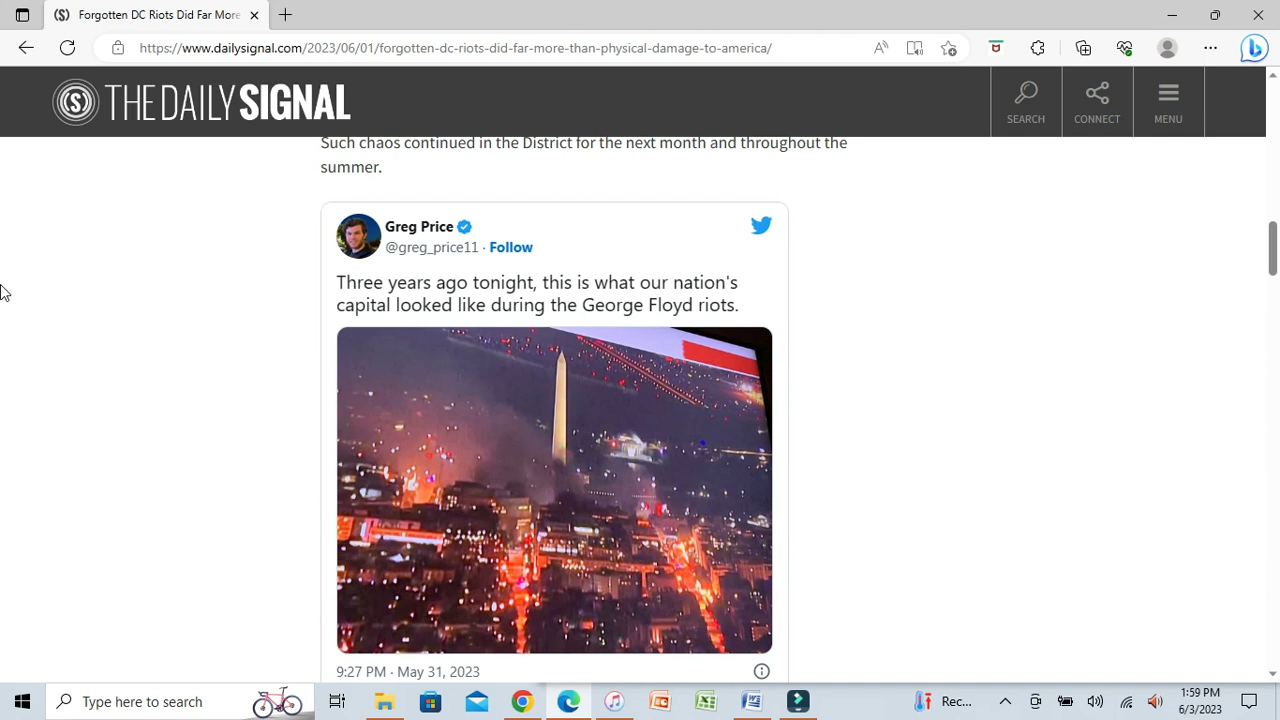 Forgotten DC Riots Did Far More
https://www.dailysignal.com/2023/06/01/forgotten-dc-riots-did-far-more-than-physical-damage-to-america/
THE DAILY SIGNAL
SEARCH
CONNECT
MENU
Such chaos continued in the District for the next month and throughout the
summer.
Greg Price
@greg_price11 · Follow
Three years ago tonight, this is what our nation's
capital looked like during the George Floyd riots.
9:27 PM · May 31, 2023
Type here to search
Rec...
1:59 PM
6/3/2023